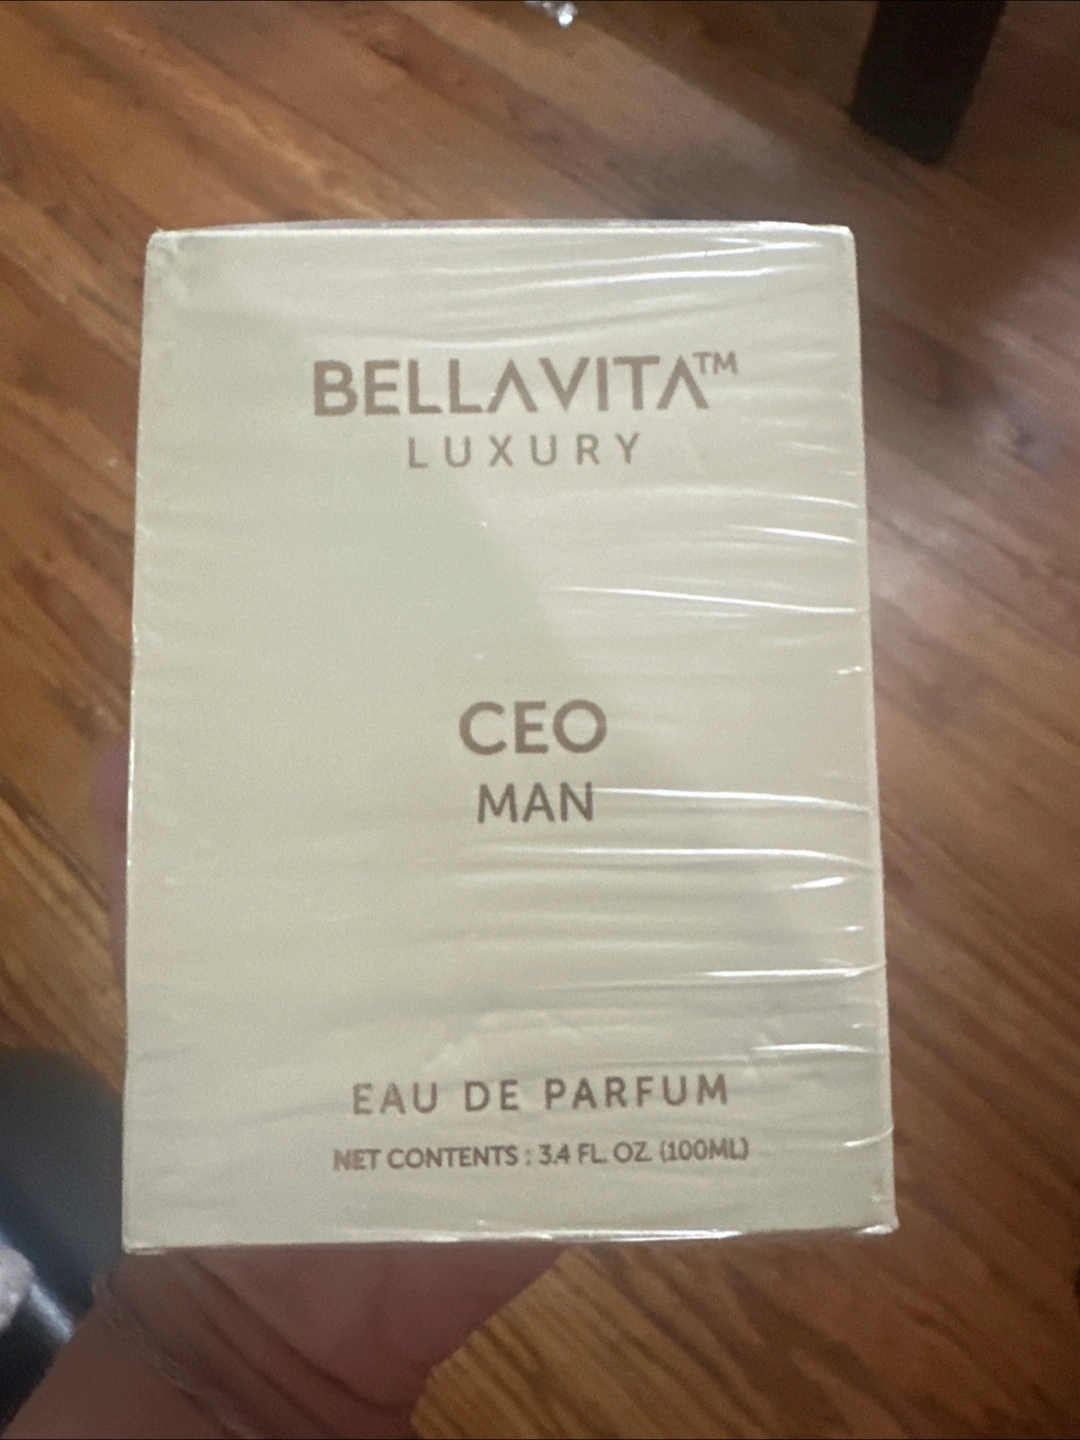 BELLAVITA™
LUXURY
CEO
MAN
EAU DE PARFUM
NET CONTENTS : 3.4 FL. OZ. (100ML)